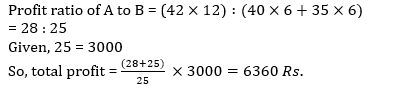 Profit ratio of A to B = (42 × 12) : (40 × 6 + 35 × 6)
= 28 : 25
Given, 25 = 3000
So, total profit = (28+25)/25 × 3000 = 6360 Rs.